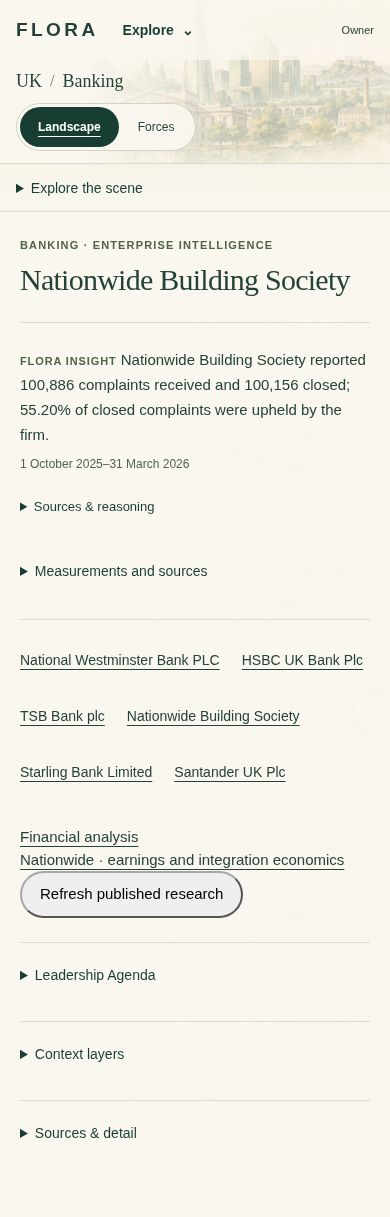 FLORA Explore Owner
UK / Banking
Landscape Forces
Explore the scene
BANKING · ENTERPRISE INTELLIGENCE
Nationwide Building Society
FLORA INSIGHT Nationwide Building Society reported
100,886 complaints received and 100,156 closed;
55.20% of closed complaints were upheld by the
firm.
1 October 2025–31 March 2026
Sources & reasoning
Measurements and sources
National Westminster Bank PLC HSBC UK Bank Plc
TSB Bank plc Nationwide Building Society
Starling Bank Limited Santander UK Plc
Financial analysis
Nationwide · earnings and integration economics
Refresh published research
Leadership Agenda
Context layers
Sources & detail